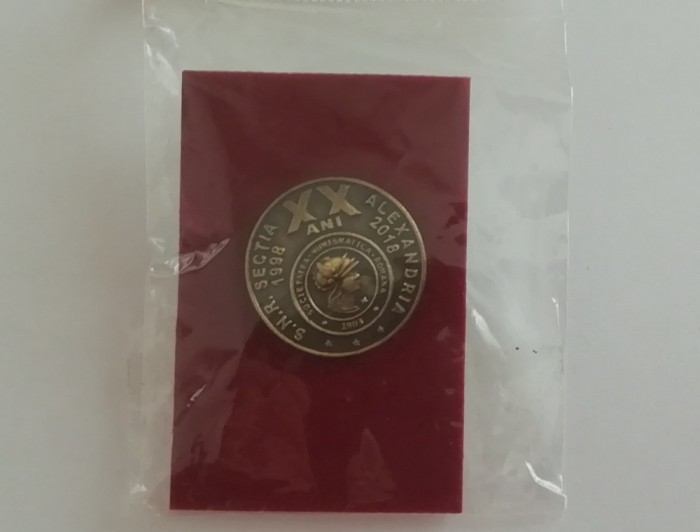 XX
ANI
S.N.R. SECTIA ALEXANDRIA
1998 2018
SOCIETATEA · NUMISMATICA · ROMANA
1903